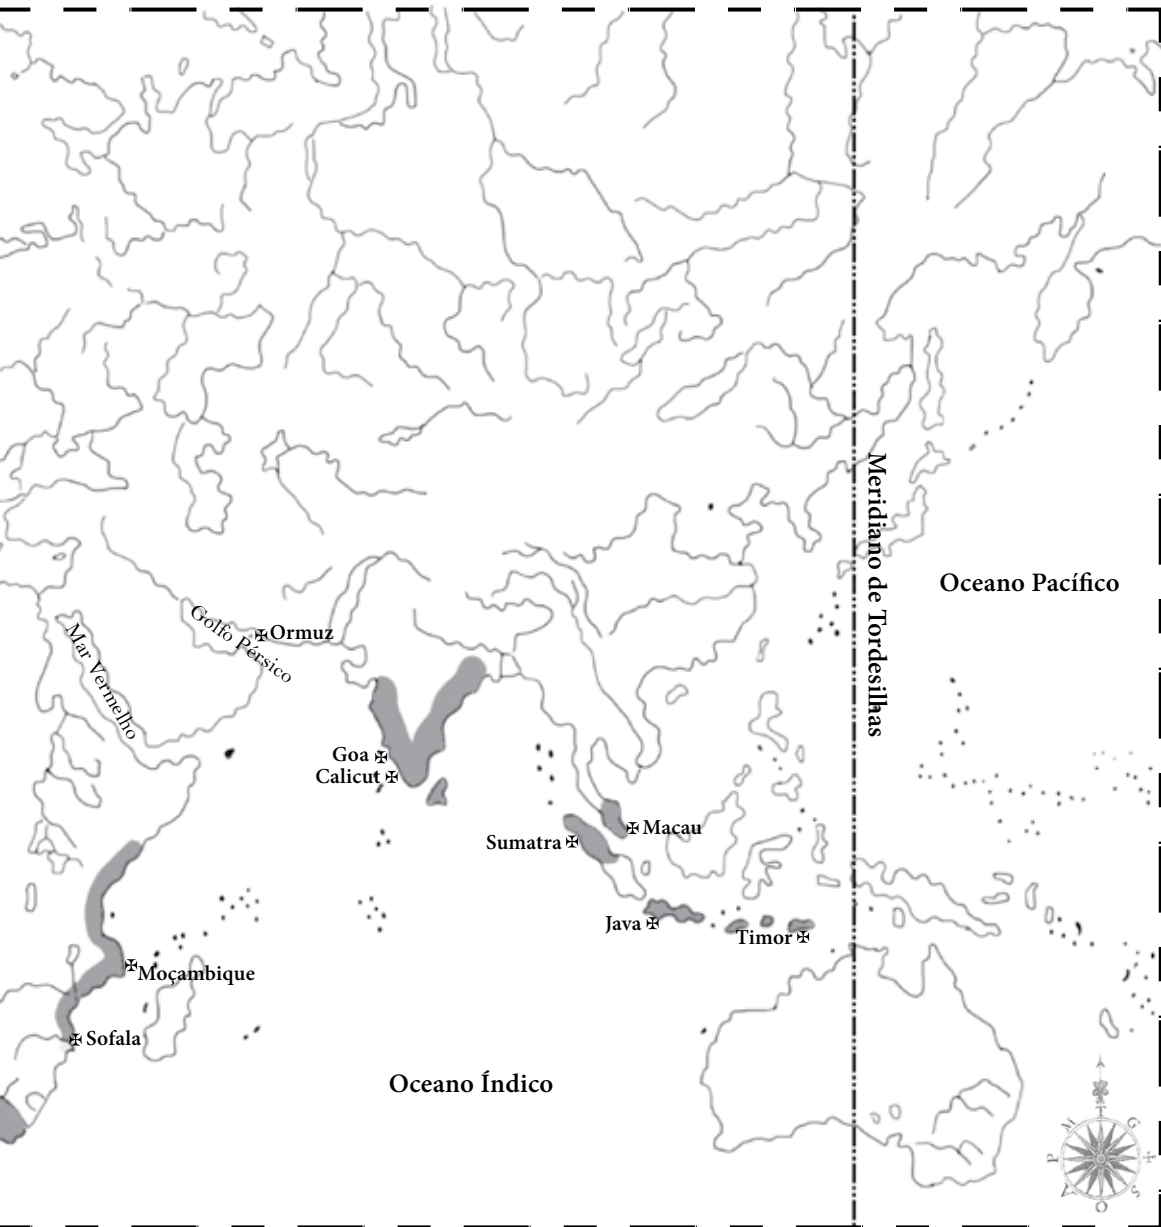 Meridiano de Tordesilhas
Oceano Pacífico
Golfo Pérsico
Ormuz
Mar Vermelho
Goa
Calicut
Macau
Sumatra
Java
Timor
Moçambique
Sofala
Oceano Índico
T
G
M
P
S
O